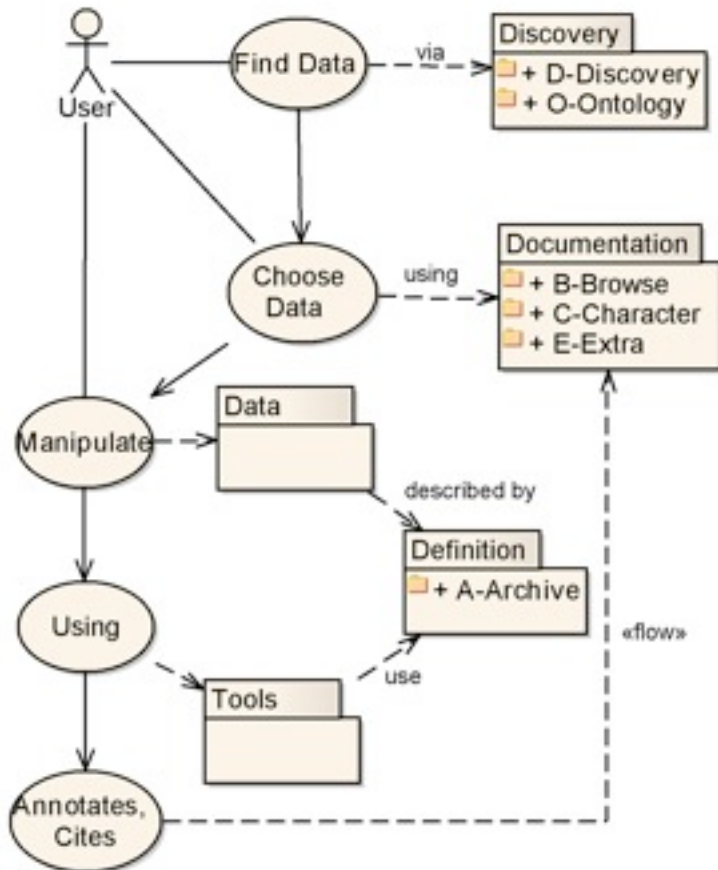 Discovery
Find Data
via
+ D-Discovery
+ O-Ontology
User
Documentation
Choose
Data
using
+ B-Browse
+ C-Character
+ E-Extra
Data
Manipulate
described by
Definition
+ A-Archive
Using
«flow»
use
Tools
Annotates,
Cites